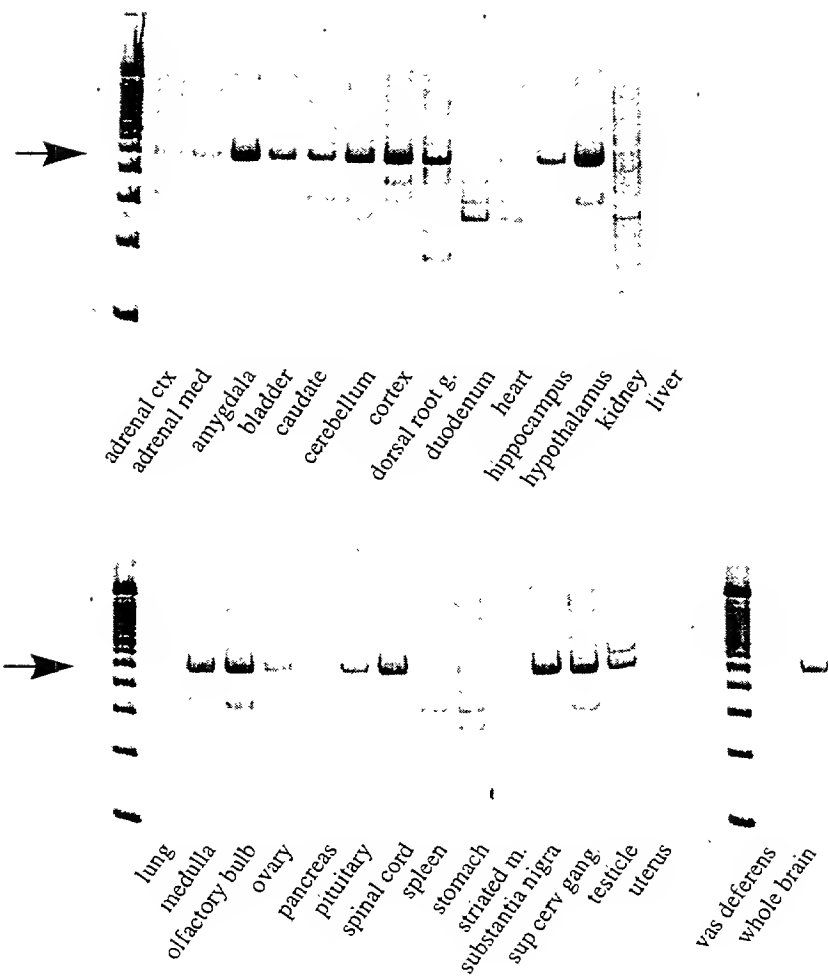 adrenal ctx
adrenal med
amygdala
bladder
caudate
cerebellum
cortex
dorsal root g.
duodenum
heart
hippocampus
hypothalamus
kidney
liver
lung
medulla
olfactory bulb
ovary
pancreas
pituitary
spinal cord
spleen
stomach
striated m.
substantia nigra
sup cerv gang.
testicle
uterus
vas deferens
whole brain